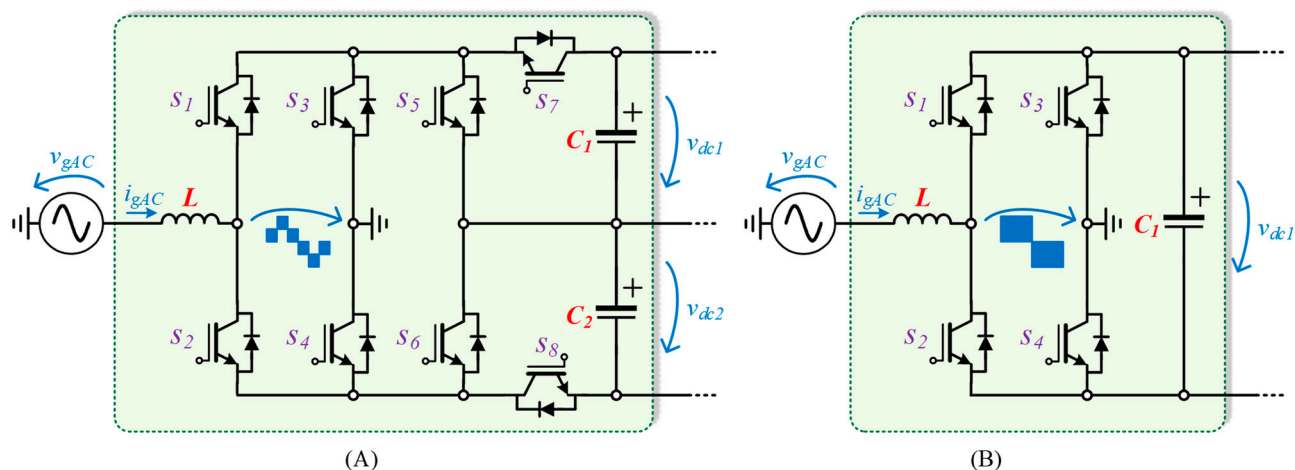 S1
S3
S5
S7
C1
+
vdc1
vgAC
igAC
L
S2
S4
S6
S8
C2
+
vdc2
(A)
S1
S3
vgAC
igAC
L
C1
+
vdc1
S2
S4
(B)